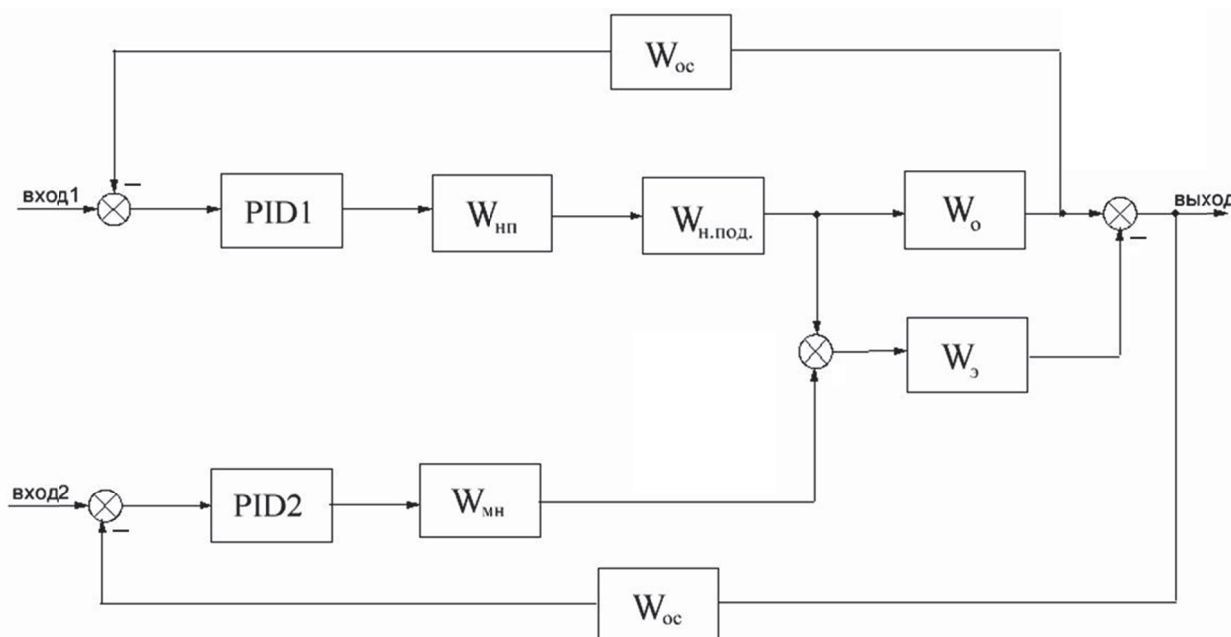 Wос
−
вход1
PID1
Wнп
Wн.под.
Wо
выход
−
Wэ
вход2
PID2
Wмн
−
Wос